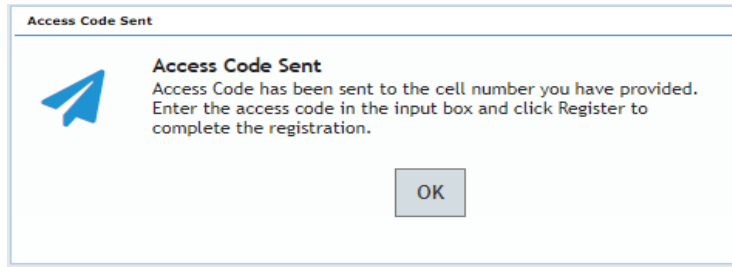 Access Code Sent
Access Code Sent
Access Code has been sent to the cell number you have provided.
Enter the access code in the input box and click Register to
complete the registration.
OK